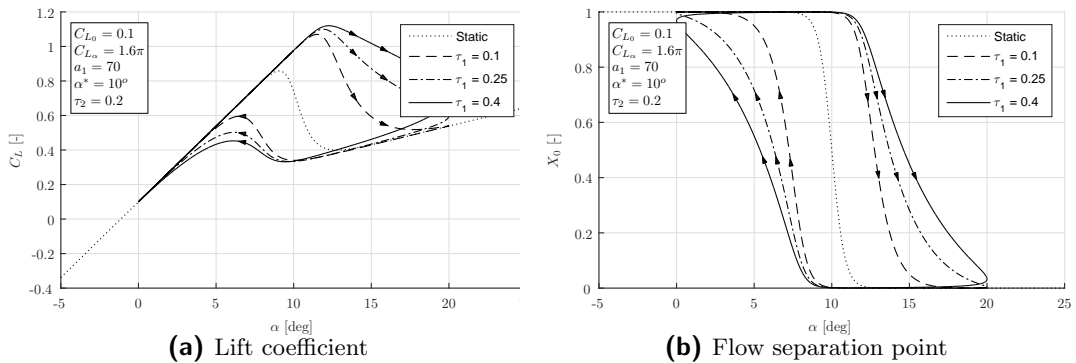 1.2
1
0.8
0.6
0.4
0.2
0
-0.2
-0.4
-5
0
5
10
15
20
C_L [-]
α [deg]
C_{L_0} = 0.1
C_{L_α} = 1.6π
a_1 = 70
α* = 10°
τ_2 = 0.2
Static
τ_1 = 0.1
τ_1 = 0.25
τ_1 = 0.4
(a) Lift coefficient
1
0.8
0.6
0.4
0.2
0
-5
0
5
10
15
20
25
X_0 [-]
α [deg]
C_{L_0} = 0.1
C_{L_α} = 1.6π
a_1 = 70
α* = 10°
τ_2 = 0.2
Static
τ_1 = 0.1
τ_1 = 0.25
τ_1 = 0.4
(b) Flow separation point